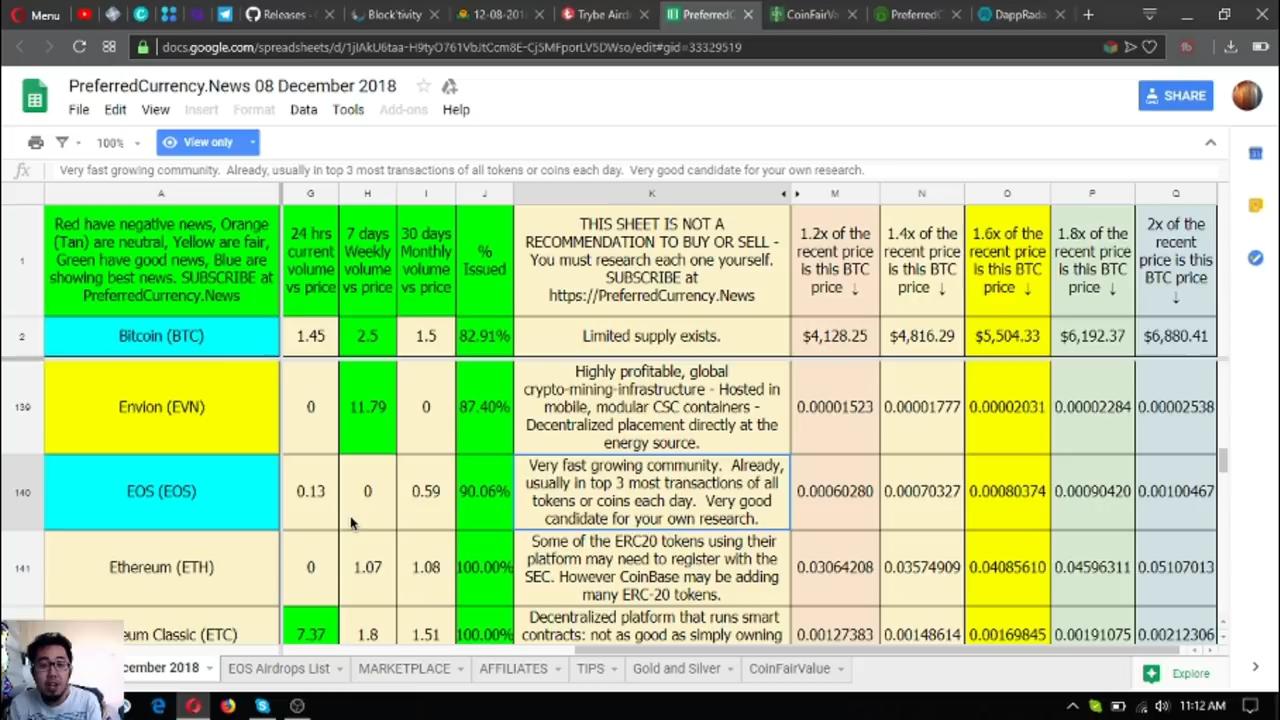 Menu
Releases -
Block'tivity
12-08-201
Trybe Aird
Preferred
CoinFairV
Preferred
DappRada
docs.google.com/spreadsheets/d/1jIAkU6taa-H9tyO761VbJtCcm8E-Cj5MFporLV5DWso/edit#gid=33329519
PreferredCurrency.News 08 December 2018
File Edit View Insert Format Data Tools Add-ons Help
SHARE
100%
View only
fx Very fast growing community. Already, usually in top 3 most transactions of all tokens or coins each day. Very good candidate for your own research.
A G H I J K M N O P Q
1
Red have negative news, Orange
(Tan) are neutral, Yellow are fair,
Green have good news, Blue are
showing best news. SUBSCRIBE at
PreferredCurrency.News
24 hrs
current
volume
vs price
7 days
Weekly
volume
vs price
30 days
Monthly
volume
vs price
%
Issued
THIS SHEET IS NOT A
RECOMMENDATION TO BUY OR SELL -
You must research each one yourself.
SUBSCRIBE at
https://PreferredCurrency.News
1.2x of the
recent price
is this BTC
price ↓
1.4x of the
recent price
is this BTC
price ↓
1.6x of the
recent price
is this BTC
price ↓
1.8x of the
recent price
is this BTC
price ↓
2x of the
recent
price is this
BTC price
↓
2 Bitcoin (BTC) 1.45 2.5 1.5 82.91% Limited supply exists. $4,128.25 $4,816.29 $5,504.33 $6,192.37 $6,880.41
139 Envion (EVN) 0 11.79 0 87.40%
Highly profitable, global
crypto-mining-infrastructure - Hosted in
mobile, modular CSC containers -
Decentralized placement directly at the
energy source.
0.00001523 0.00001777 0.00002031 0.00002284 0.00002538
140 EOS (EOS) 0.13 0 0.59 90.06%
Very fast growing community. Already,
usually in top 3 most transactions of all
tokens or coins each day. Very good
candidate for your own research.
0.00060280 0.00070327 0.00080374 0.00090420 0.00100467
141 Ethereum (ETH) 0 1.07 1.08 100.00%
Some of the ERC20 tokens using their
platform may need to register with the
SEC. However CoinBase may be adding
many ERC-20 tokens.
0.03064208 0.03574909 0.04085610 0.04596311 0.05107013
eum Classic (ETC) 7.37 1.8 1.51 100.00%
Decentralized platform that runs smart
contracts: not as good as simply owning
0.00127383 0.00148614 0.00169845 0.00191075 0.00212306
cember 2018 EOS Airdrops List MARKETPLACE AFFILIATES TIPS Gold and Silver CoinFairValue
Explore
11:12 AM